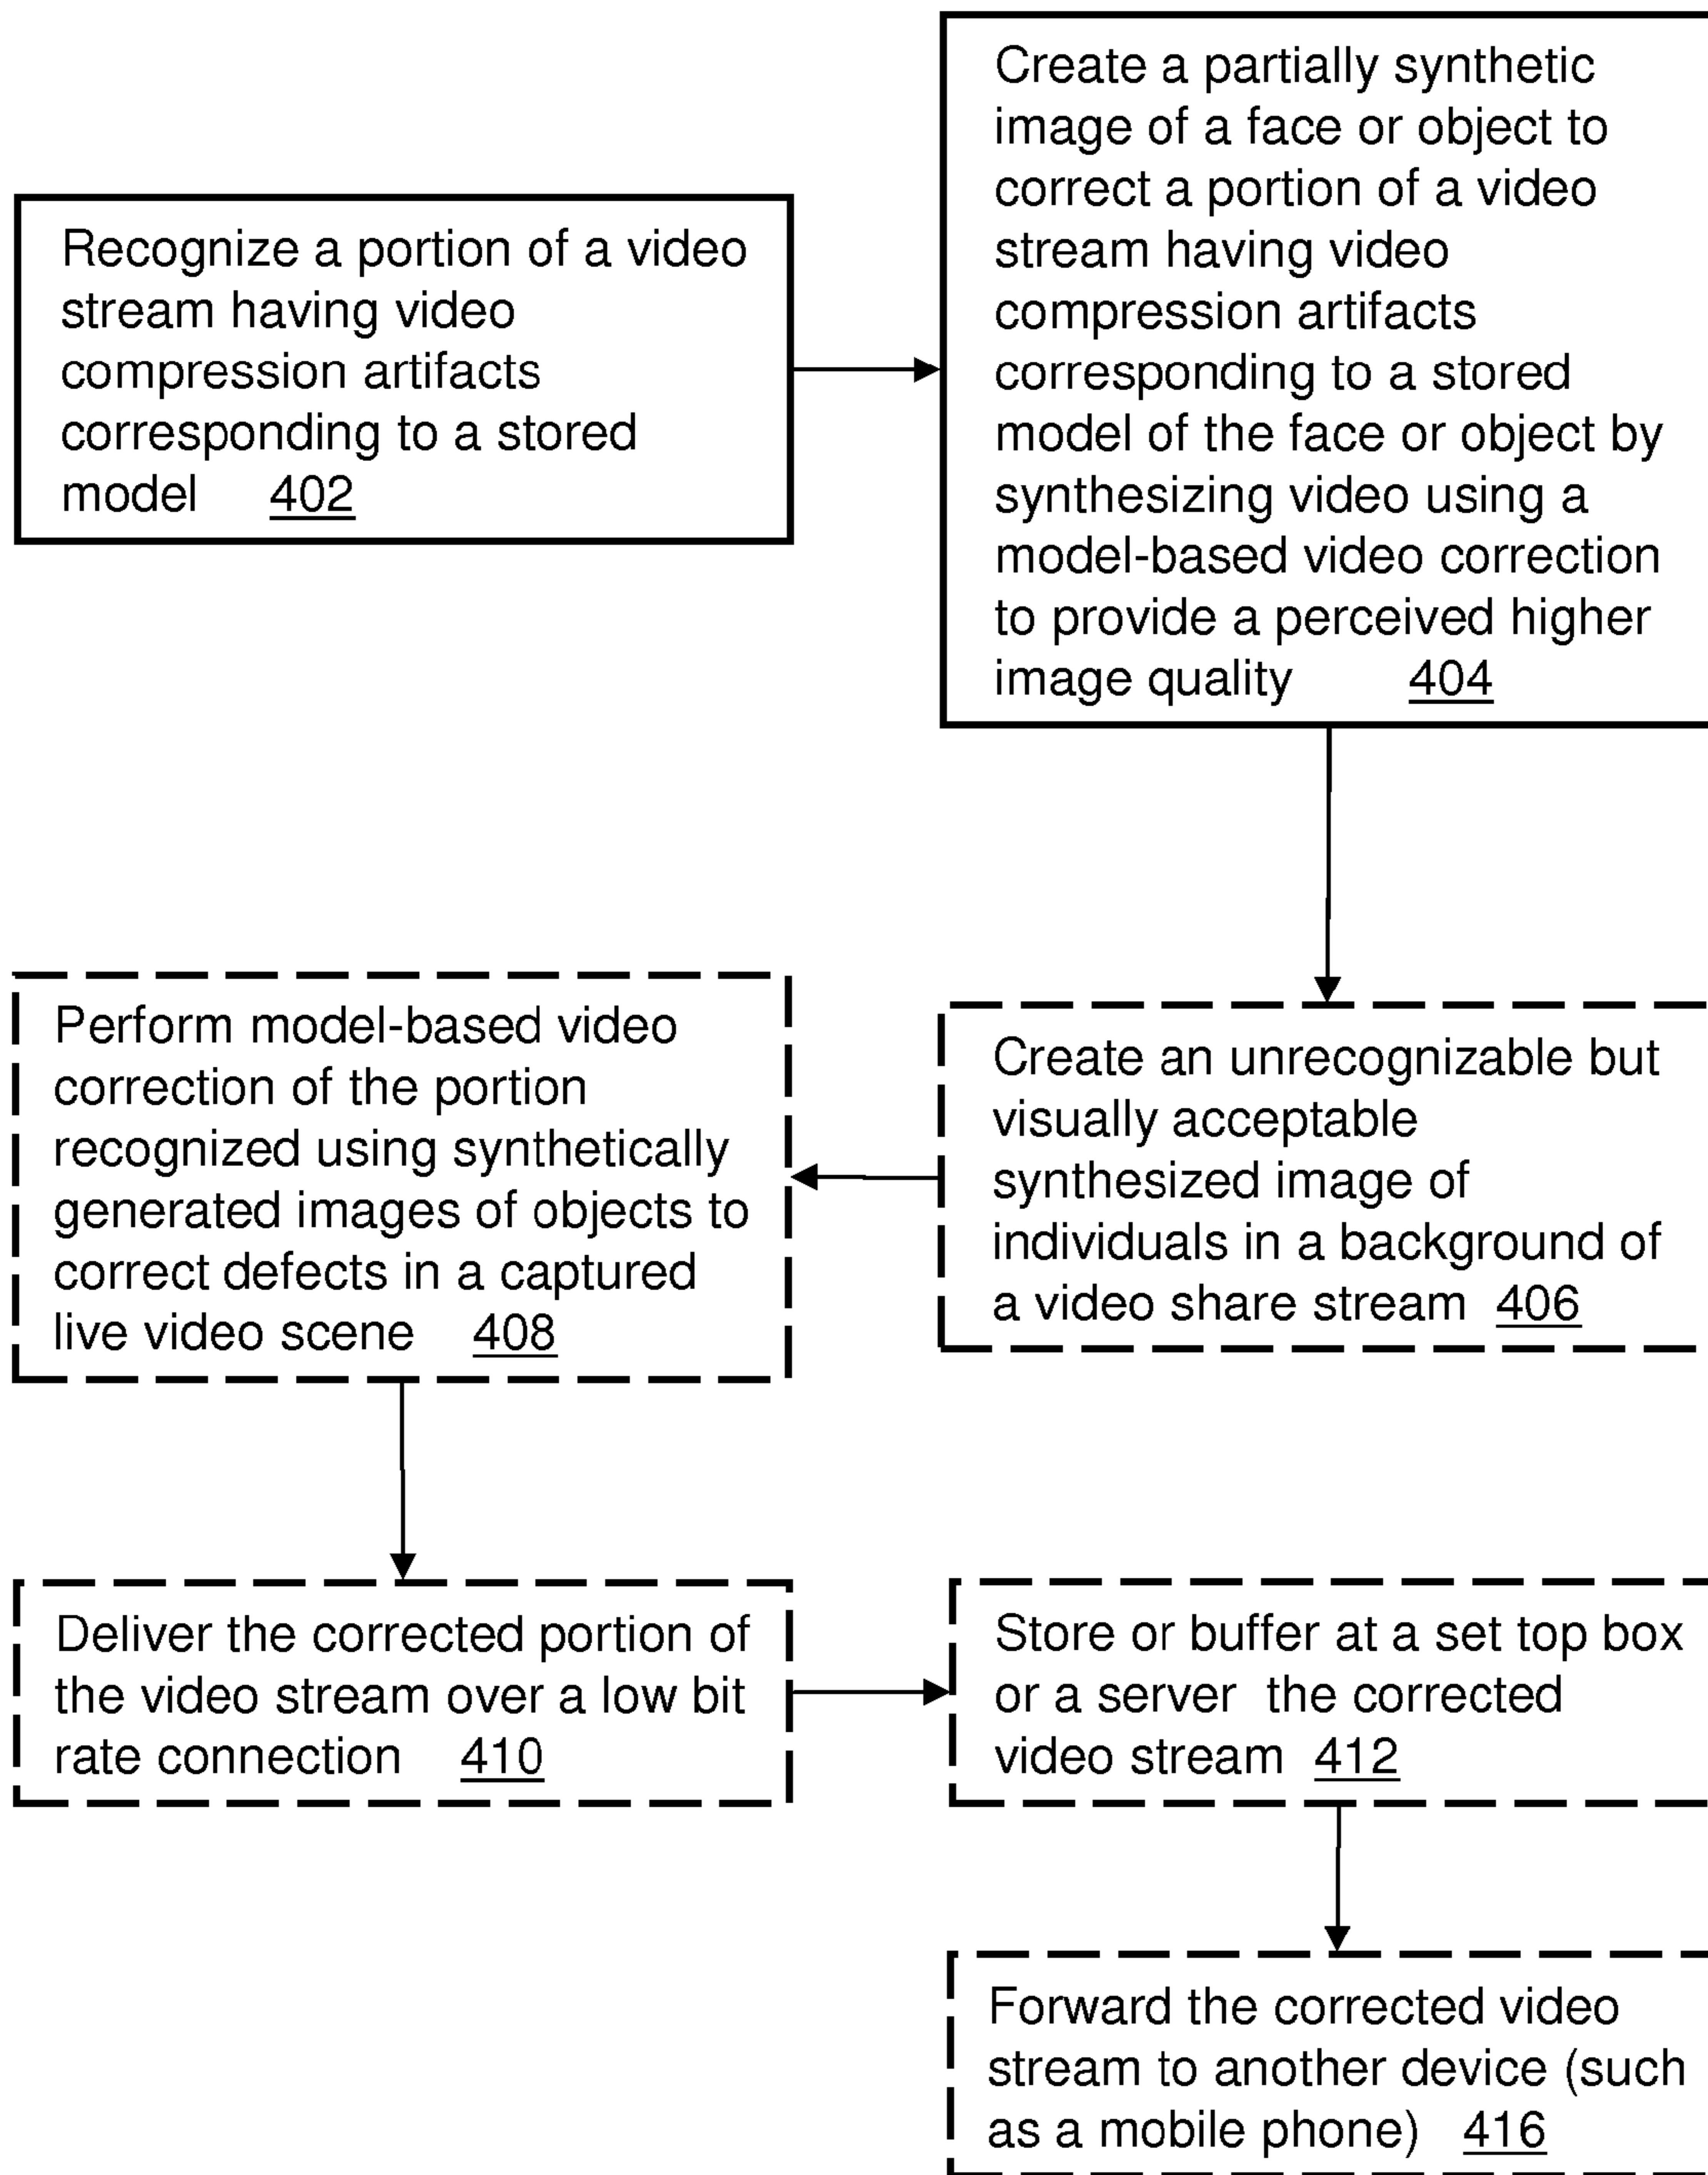 Recognize a portion of a video
stream having video
compression artifacts
corresponding to a stored
model 402
Create a partially synthetic
image of a face or object to
correct a portion of a video
stream having video
compression artifacts
corresponding to a stored
model of the face or object by
synthesizing video using a
model-based video correction
to provide a perceived higher
image quality 404
Create an unrecognizable but
visually acceptable
synthesized image of
individuals in a background of
a video share stream 406
Perform model-based video
correction of the portion
recognized using synthetically
generated images of objects to
correct defects in a captured
live video scene 408
Deliver the corrected portion of
the video stream over a low bit
rate connection 410
Store or buffer at a set top box
or a server the corrected
video stream 412
Forward the corrected video
stream to another device (such
as a mobile phone) 416